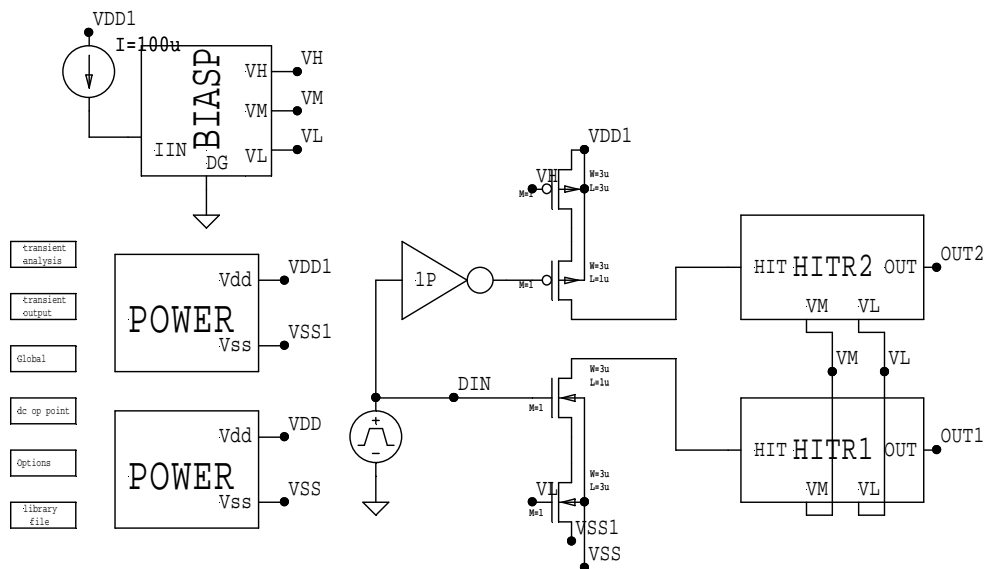 VDD1
I=100u
VH
VH
BIASP
VM
VM
VL
IIN
VL
DG
VDD1
VH
W=3u
L=3u
M=1
HIT HITR2 OUT
OUT2
VM
VL
transient
analysis
Vdd
VDD1
1P
W=3u
L=1u
M=1
transient
output
POWER
Vss
VSS1
VM
VL
Global
W=3u
L=1u
M=1
DIN
dc op point
Vdd
VDD
+
-
HIT HITR1 OUT
OUT1
VM
VL
Options
POWER
Vss
VSS
W=3u
L=3u
VL
M=1
library
file
VSS1
VSS